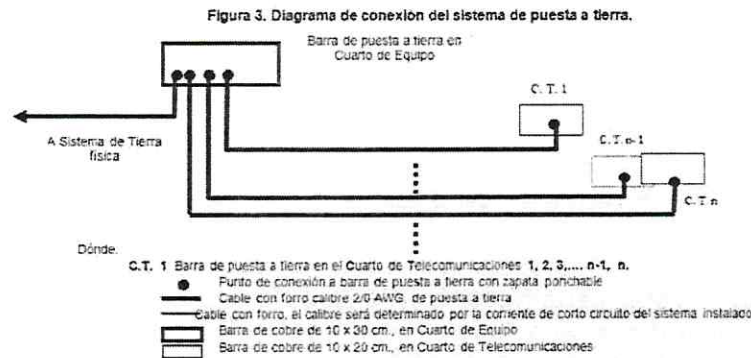 Figura 3. Diagrama de conexión del sistema de puesta a tierra.
Barra de puesta a tierra en
Cuarto de Equipo
C. T. 1
A Sistema de Tierra
física
C.T. n-1
C.T. n
Dónde.
C.T. 1 Barra de puesta a tierra en el Cuarto de Telecomunicaciones 1, 2, 3,.... n-1, n.
Punto de conexión a barra de puesta a tierra con zapata ponchable
Cable con forro calibre 2/0 AWG. de puesta a tierra
Cable con forro, el calibre será determinado por la corriente de corto circuito del sistema instalado
Barra de cobre de 10 x 30 cm., en Cuarto de Equipo
Barra de cobre de 10 x 20 cm., en Cuarto de Telecomunicaciones